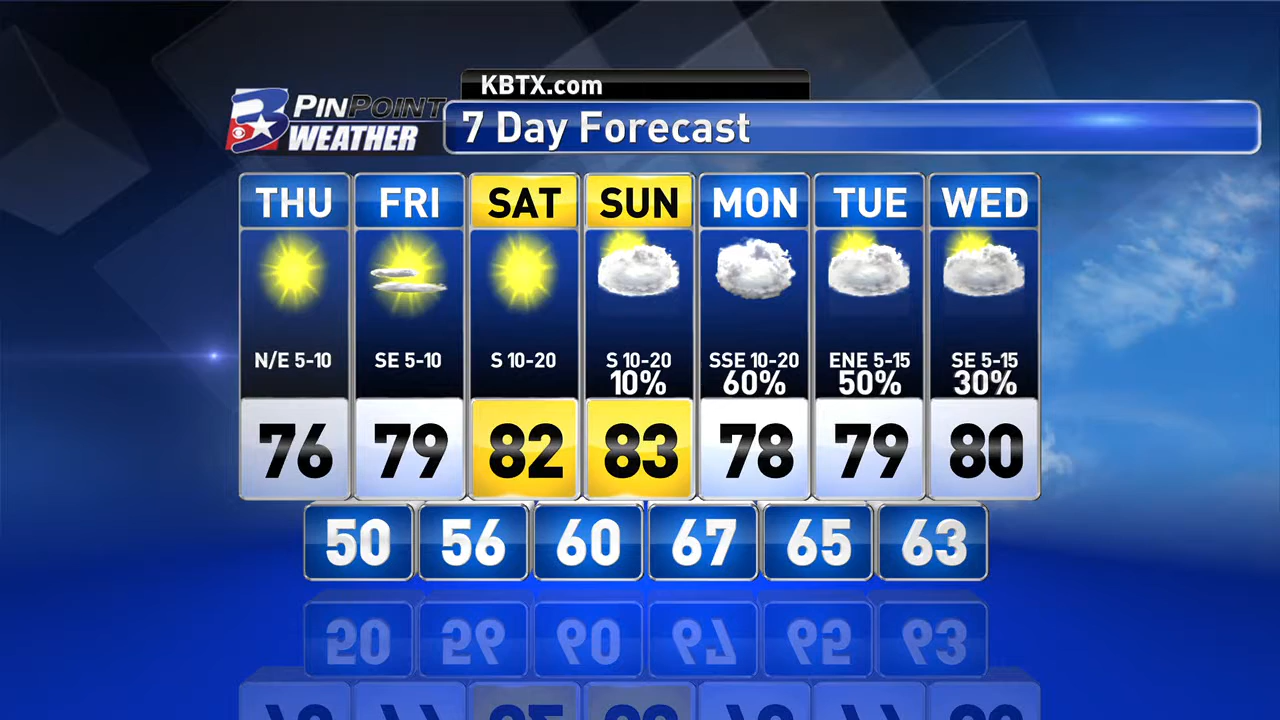 KBTX.com
3 PINPOINT
WEATHER
7 Day Forecast
THU FRI SAT SUN MON TUE WED
N/E 5-10 SE 5-10 S 10-20 S 10-20 SSE 10-20 ENE 5-15 SE 5-15
10% 60% 50% 30%
76 79 82 83 78 79 80
50 56 60 67 65 63